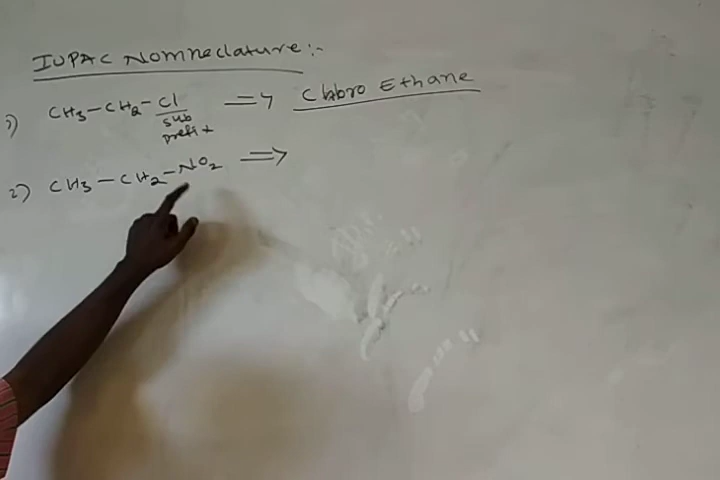 IUPAC Nomneclature:-
1) CH3-CH2-Cl => Chloro Ethane
sub
prefix
2) CH3-CH2-NO2 =>